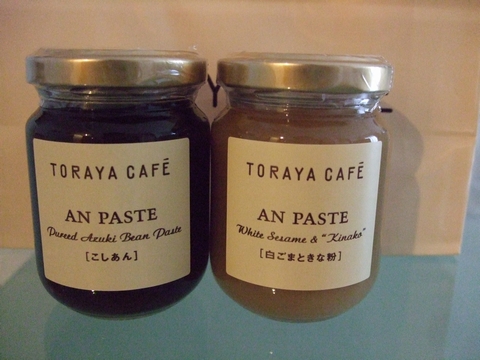 TORAYA CAFÉ
AN PASTE
Pureed Azuki Bean Paste
[こしあん]
TORAYA CAFÉ
AN PASTE
White Sesame & "Kinako"
[白ごまときな粉]